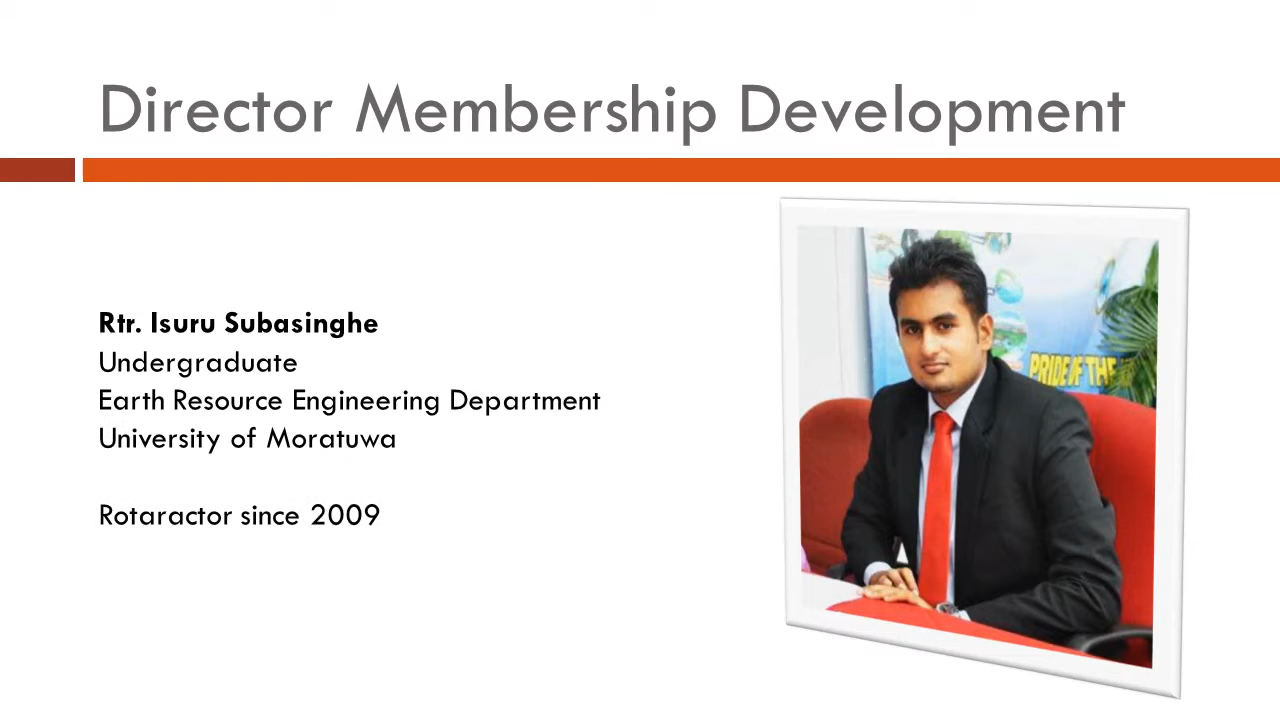 Director Membership Development
Rtr. Isuru Subasinghe
Undergraduate
Earth Resource Engineering Department
University of Moratuwa
Rotaractor since 2009
PRIDE OF THE